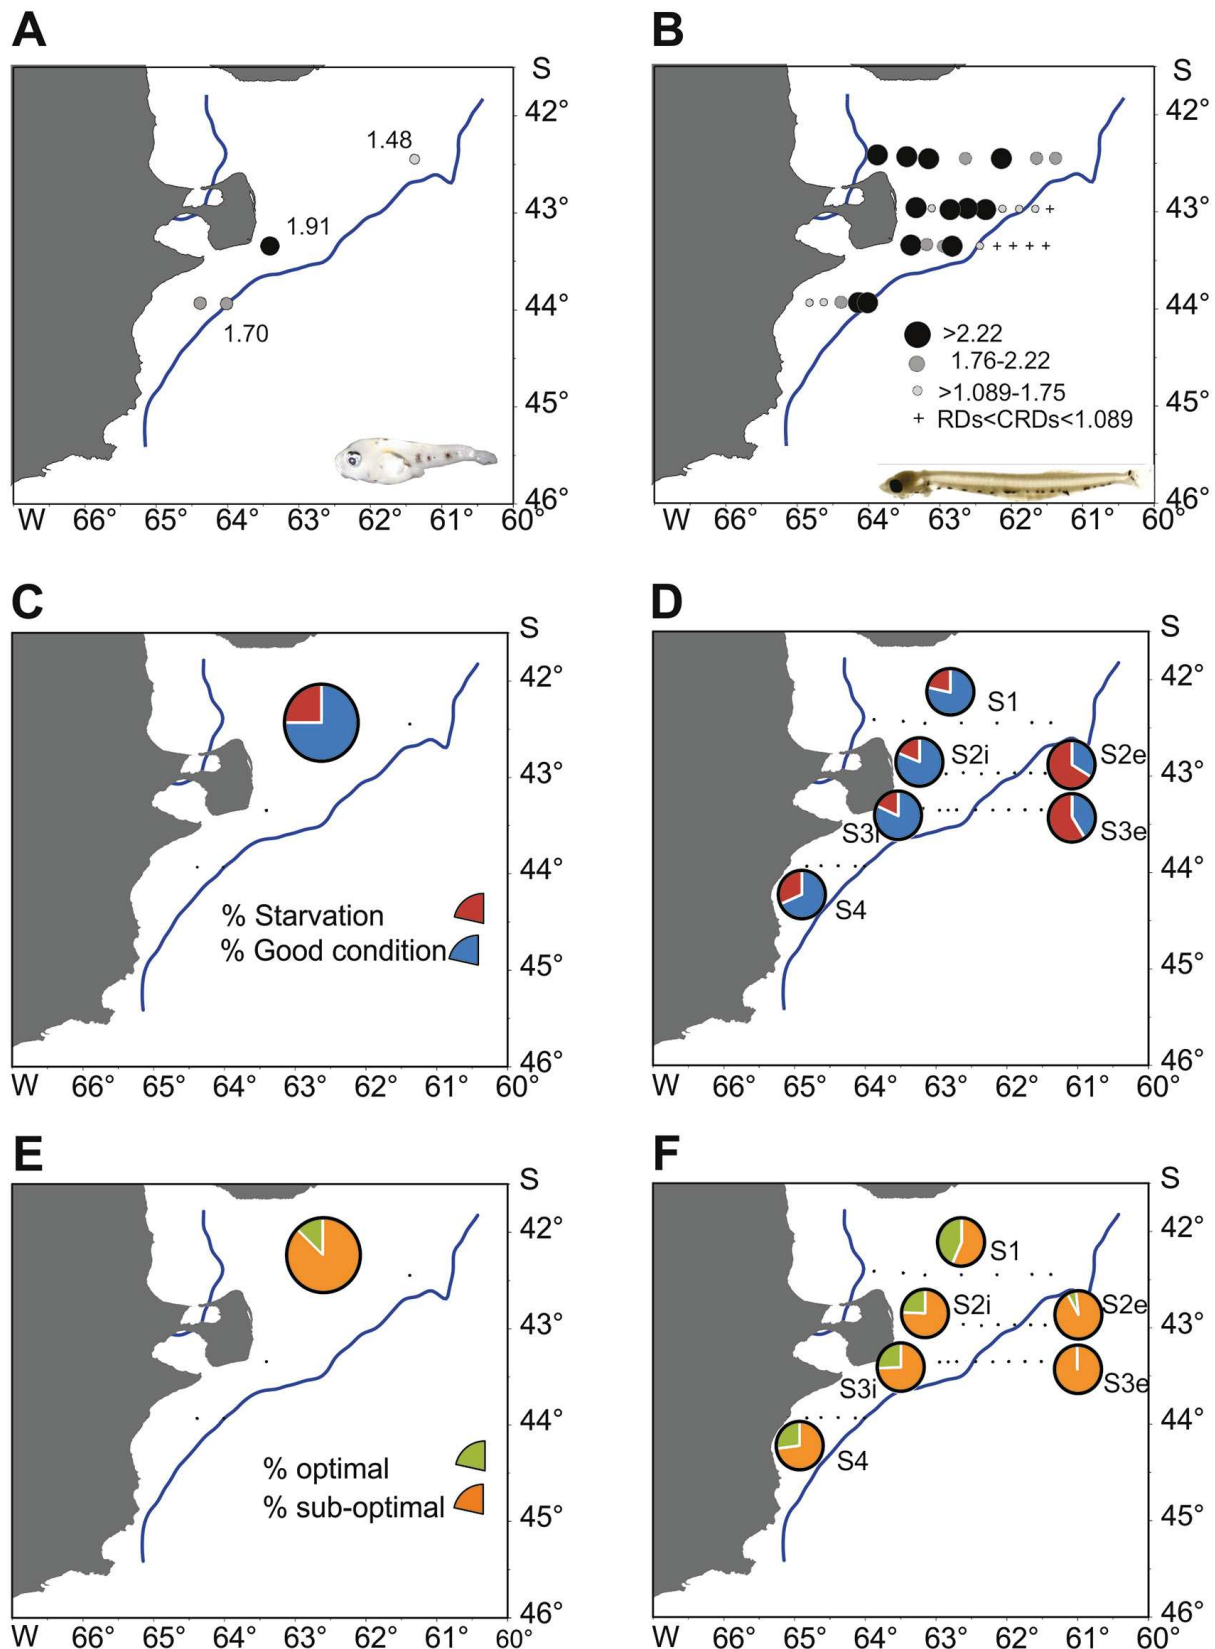 A
S
42°
1.48
43°
1.91
44°
1.70
45°
46°
W 66° 65° 64° 63° 62° 61° 60°
B
S
42°
43°
44°
>2.22
1.76-2.22
>1.089-1.75
45°
+ RDs<CRDs<1.089
46°
W 66° 65° 64° 63° 62° 61° 60°
C
S
42°
43°
44°
% Starvation
% Good condition
45°
46°
W 66° 65° 64° 63° 62° 61° 60°
D
S
42°
S1
S2i
S2e
43°
S3i
S3e
44°
S4
45°
46°
W 66° 65° 64° 63° 62° 61° 60°
E
S
42°
43°
44°
% optimal
% sub-optimal
45°
46°
W 66° 65° 64° 63° 62° 61° 60°
F
S
42°
S1
S2i
S2e
43°
S3i
S3e
44°
S4
45°
46°
W 66° 65° 64° 63° 62° 61° 60°